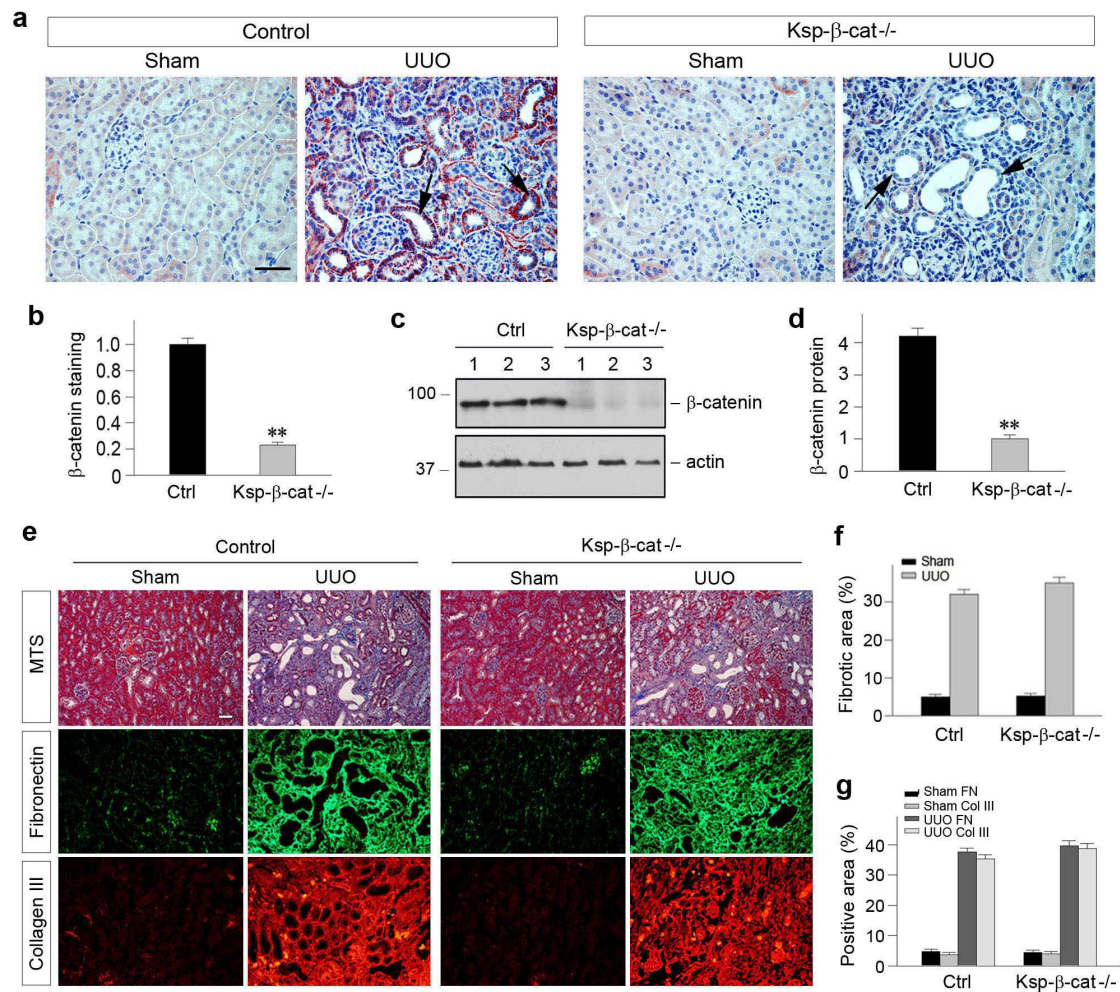 a
Control
Ksp-β-cat-/-
Sham
UUO
Sham
UUO
b
β-catenin staining
1.0
0.8
0.6
0.4
0.2
0
**
Ctrl
Ksp-β-cat-/-
c
Ctrl
Ksp-β-cat-/-
1 2 3 1 2 3
100
– β-catenin
37
– actin
d
β-catenin protein
4
3
2
1
0
**
Ctrl
Ksp-β-cat-/-
e
Control
Ksp-β-cat-/-
Sham
UUO
Sham
UUO
MTS
Fibronectin
Collagen III
f
Sham
UUO
Fibrotic area (%)
30
20
10
0
Ctrl
Ksp-β-cat-/-
g
Sham FN
Sham Col III
UUO FN
UUO Col III
Positive area (%)
40
30
20
10
0
Ctrl
Ksp-β-cat-/-